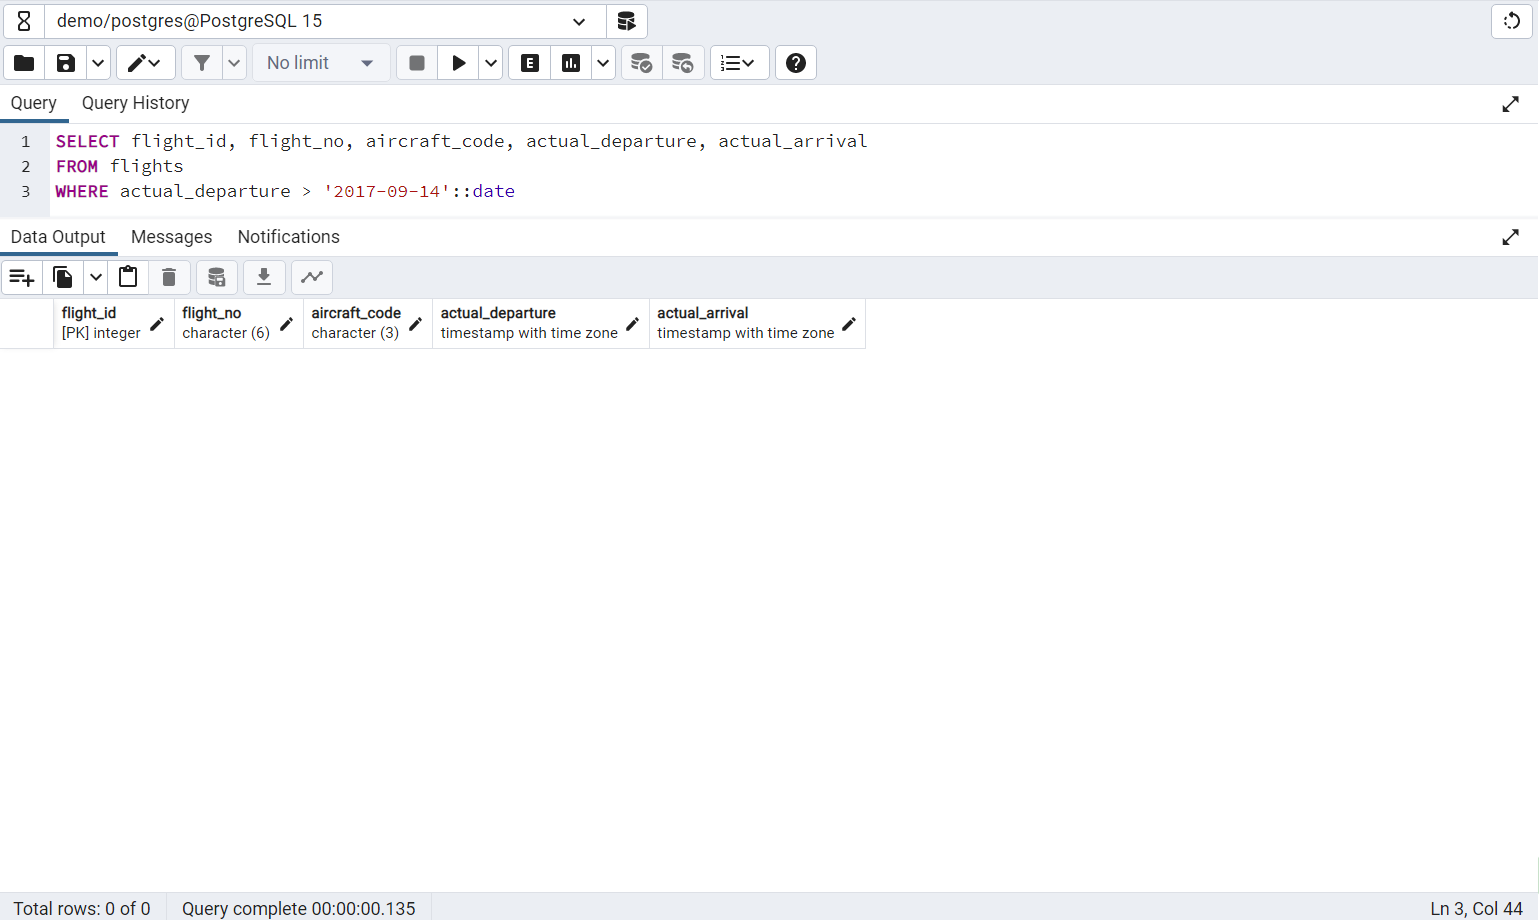 demo/postgres@PostgreSQL 15
No limit
E
?
Query Query History
1 SELECT flight_id, flight_no, aircraft_code, actual_departure, actual_arrival
2 FROM flights
3 WHERE actual_departure > '2017-09-14'::date
Data Output Messages Notifications
flight_id flight_no aircraft_code actual_departure actual_arrival
[PK] integer character (6) character (3) timestamp with time zone timestamp with time zone
Total rows: 0 of 0 Query complete 00:00:00.135 Ln 3, Col 44